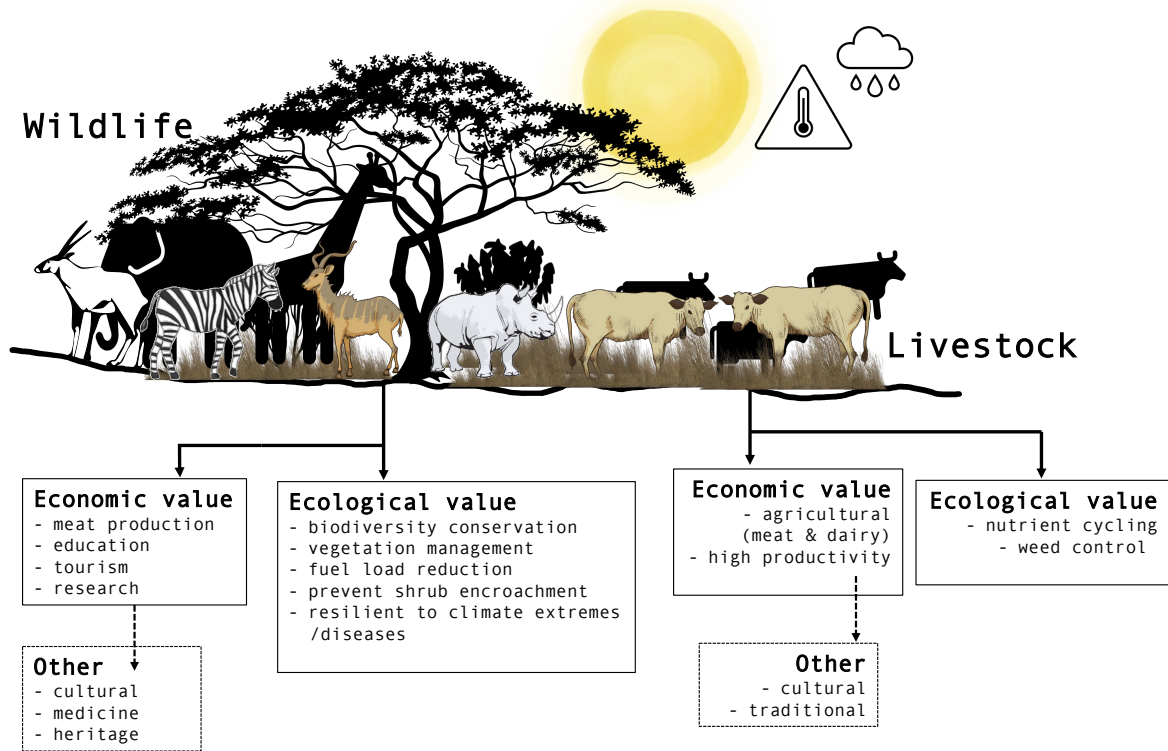 Wildlife
Livestock
Economic value
- meat production
- education
- tourism
- research
Other
- cultural
- medicine
- heritage
Ecological value
- biodiversity conservation
- vegetation management
- fuel load reduction
- prevent shrub encroachment
- resilient to climate extremes
/diseases
Economic value
- agricultural
(meat & dairy)
- high productivity
Other
- cultural
- traditional
Ecological value
- nutrient cycling
- weed control